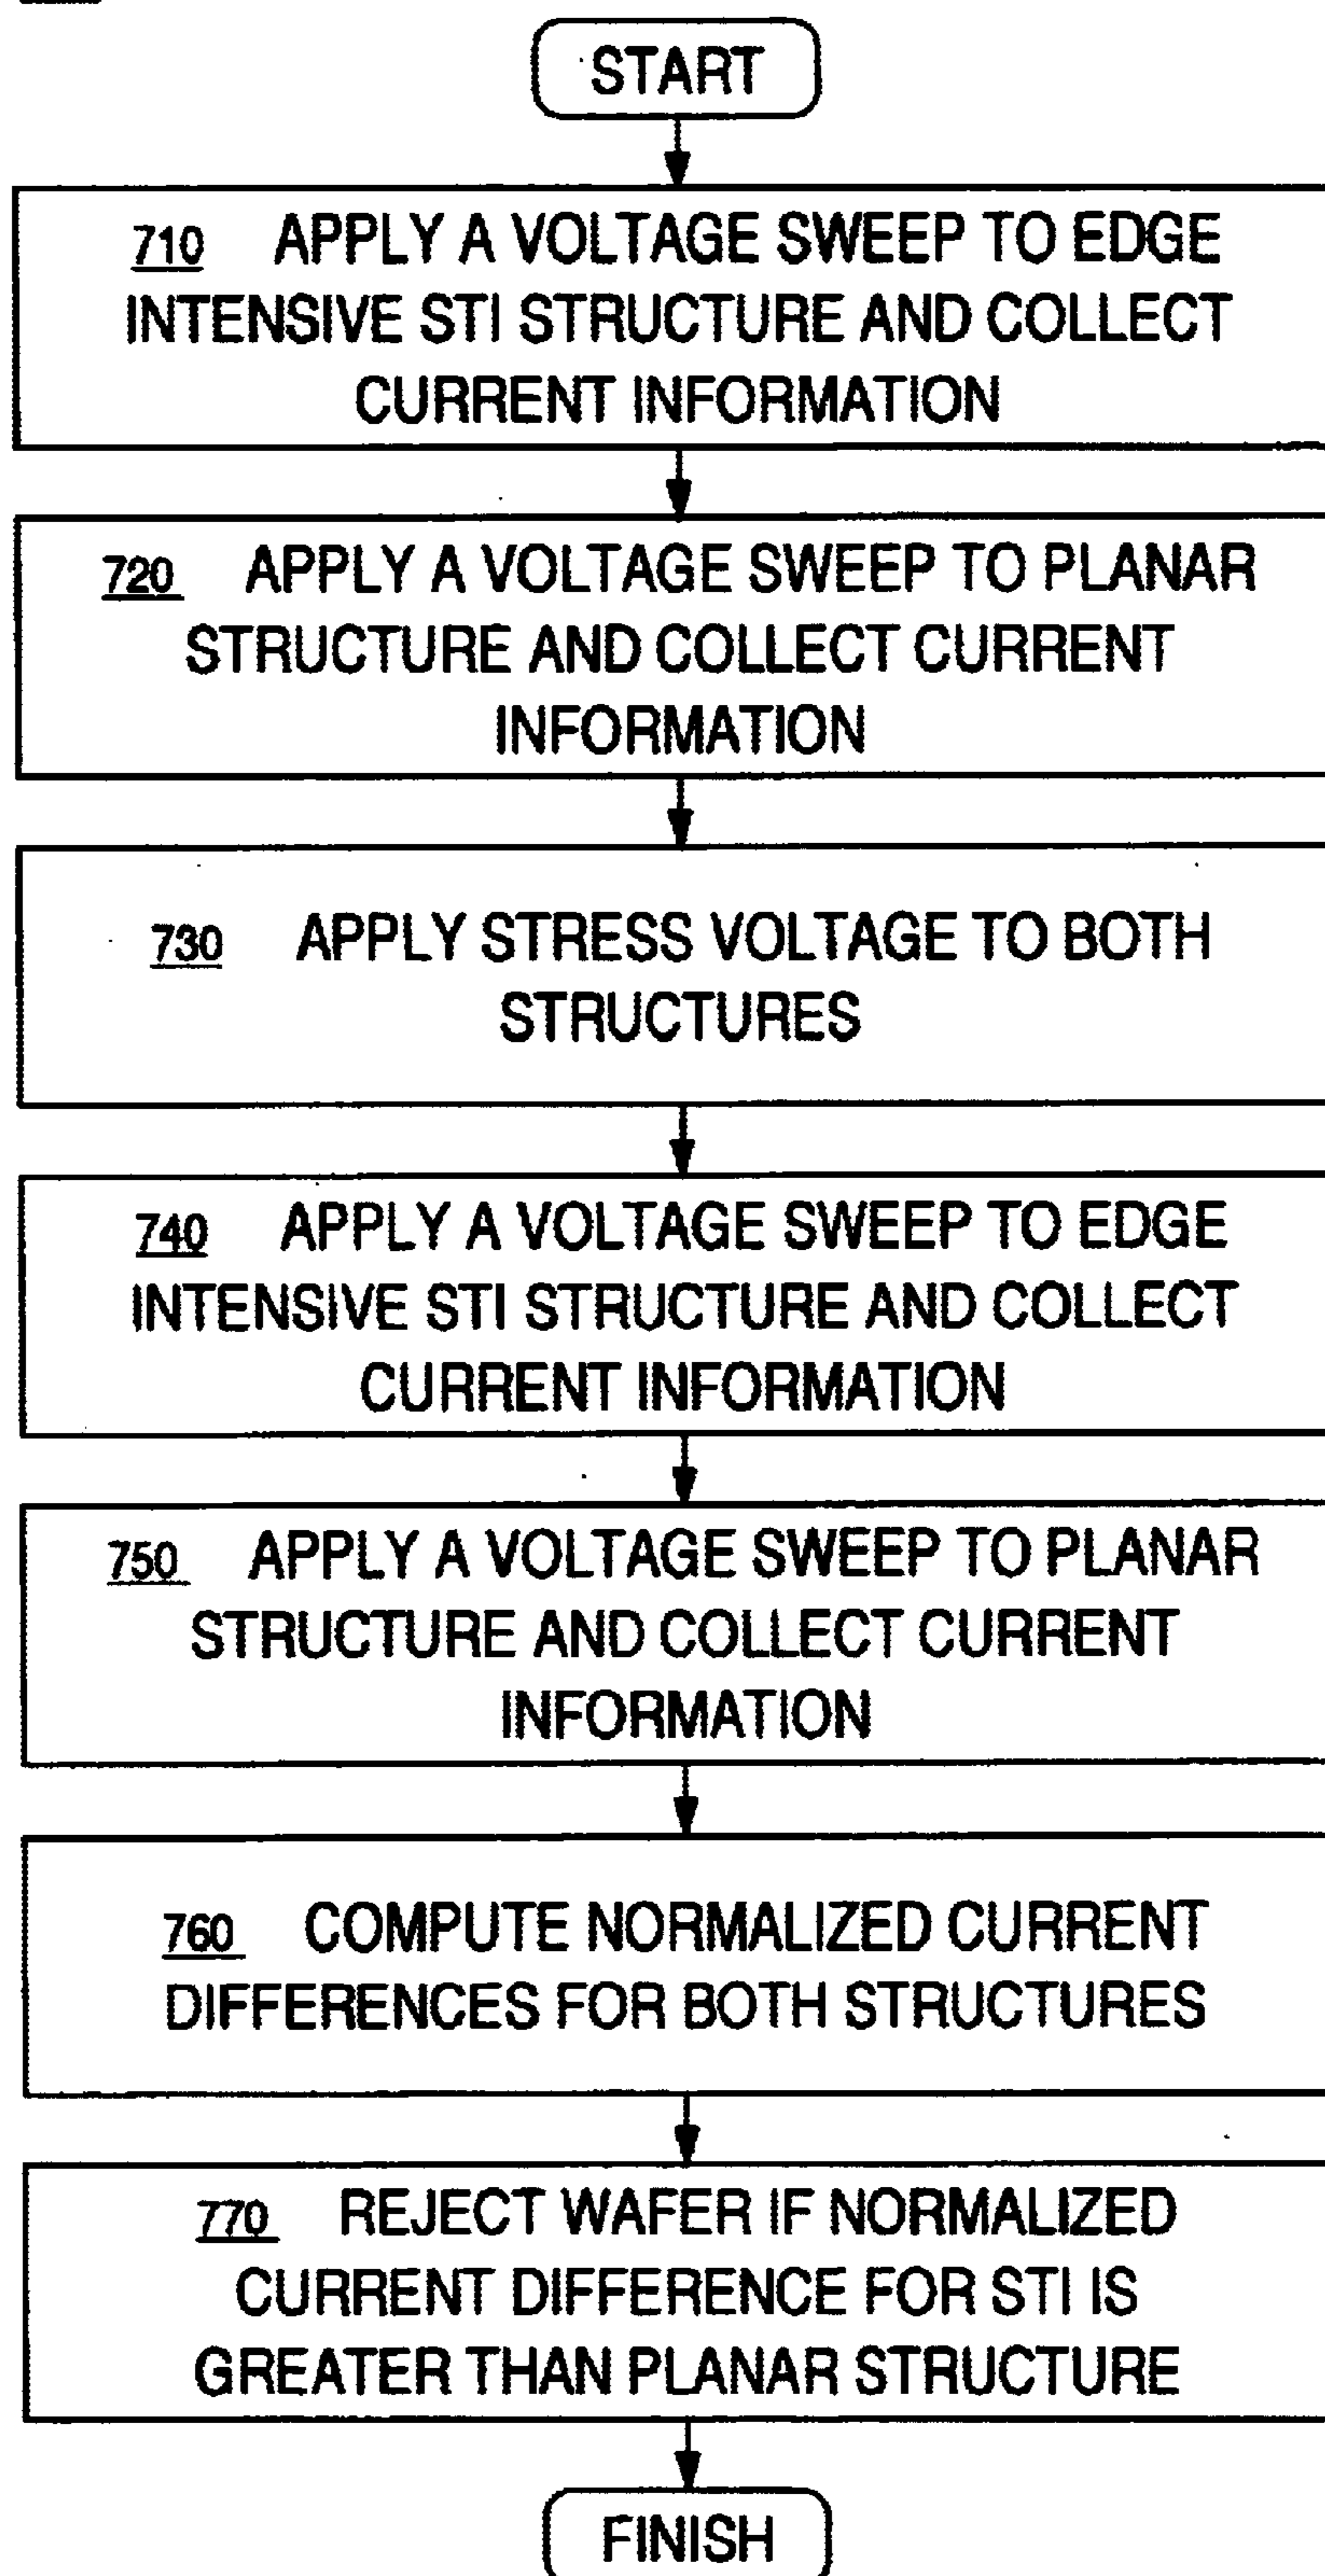 START
710 APPLY A VOLTAGE SWEEP TO EDGE
INTENSIVE STI STRUCTURE AND COLLECT
CURRENT INFORMATION
720 APPLY A VOLTAGE SWEEP TO PLANAR
STRUCTURE AND COLLECT CURRENT
INFORMATION
730 APPLY STRESS VOLTAGE TO BOTH
STRUCTURES
740 APPLY A VOLTAGE SWEEP TO EDGE
INTENSIVE STI STRUCTURE AND COLLECT
CURRENT INFORMATION
750 APPLY A VOLTAGE SWEEP TO PLANAR
STRUCTURE AND COLLECT CURRENT
INFORMATION
760 COMPUTE NORMALIZED CURRENT
DIFFERENCES FOR BOTH STRUCTURES
770 REJECT WAFER IF NORMALIZED
CURRENT DIFFERENCE FOR STI IS
GREATER THAN PLANAR STRUCTURE
FINISH